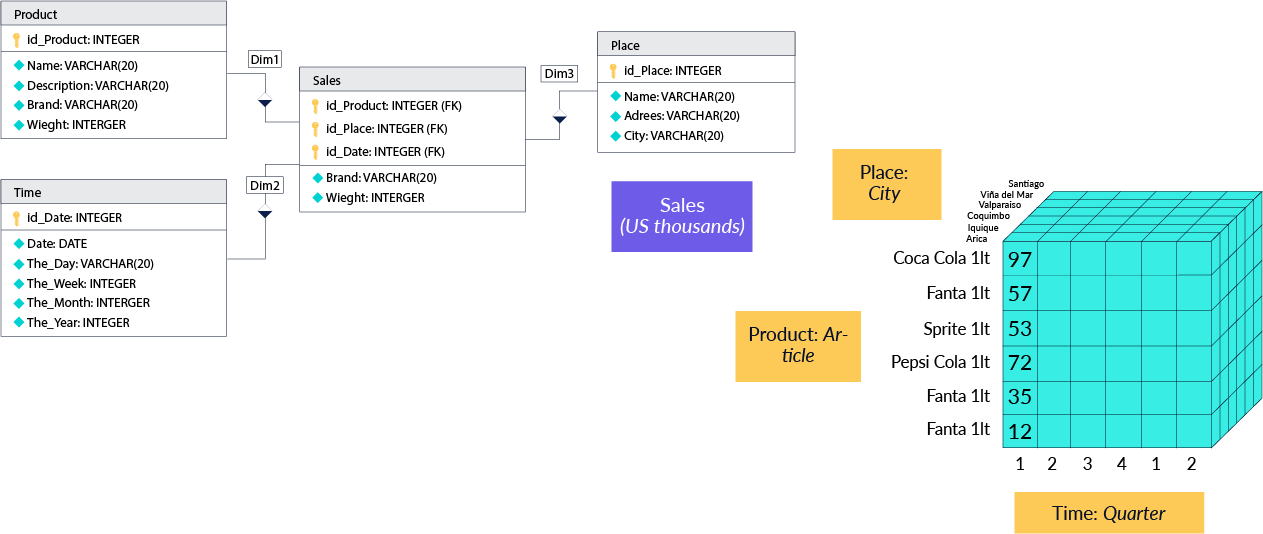 Product
id_Product: INTEGER
Name: VARCHAR(20)
Description: VARCHAR(20)
Brand: VARCHAR(20)
Wieght: INTERGER
Dim1
Sales
id_Product: INTEGER (FK)
id_Place: INTEGER (FK)
id_Date: INTEGER (FK)
Brand: VARCHAR(20)
Wieght: INTERGER
Dim3
Place
id_Place: INTEGER
Name: VARCHAR(20)
Adrees: VARCHAR(20)
City: VARCHAR(20)
Time
id_Date: INTEGER
Date: DATE
The_Day: VARCHAR(20)
The_Week: INTEGER
The_Month: INTERGER
The_Year: INTEGER
Dim2
Sales
(US thousands)
Place:
City
Santiago
Viña del Mar
Valparaiso
Coquimbo
Iquique
Arica
Product: Ar-
ticle
Coca Cola 1lt 97
Fanta 1lt 57
Sprite 1lt 53
Pepsi Cola 1lt 72
Fanta 1lt 35
Fanta 1lt 12
1 2 3 4 1 2
Time: Quarter